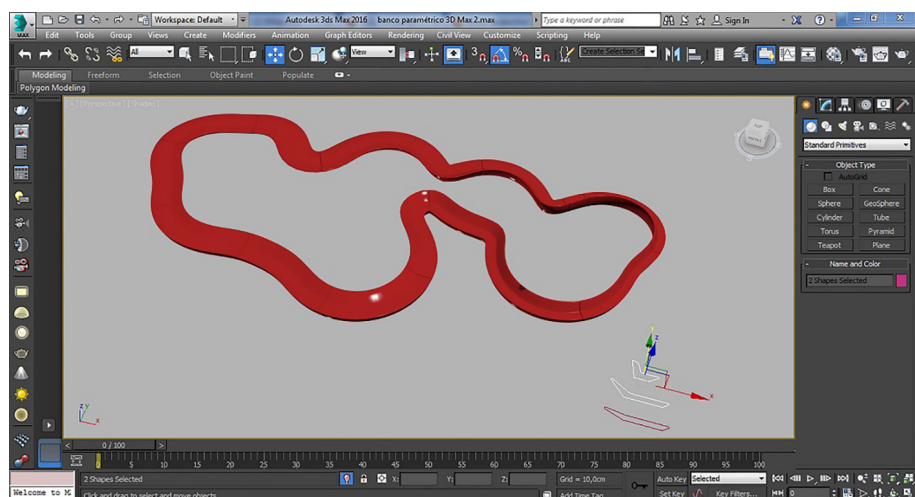 MAX
Workspace: Default
Autodesk 3ds Max 2016
banco paramétrico 3D Max 2.max
Type a keyword or phrase
Sign In
Edit
Tools
Group
Views
Create
Modifiers
Animation
Graph Editors
Rendering
Civil View
Customize
Scripting
Help
All
View
Create Selection Se
Modeling
Freeform
Selection
Object Paint
Populate
Polygon Modeling
[+] [Perspective] [Shaded]
Standard Primitives
Object Type
AutoGrid
Box
Cone
Sphere
GeoSphere
Cylinder
Tube
Torus
Pyramid
Teapot
Plane
Name and Color
2 Shapes Selected
0 / 100
0 5 10 15 20 25 30 35 40 45 50 55 60 65 70 75 80 85 90 95 100
2 Shapes Selected
X:
Y:
Z:
Grid = 10,0cm
Auto Key
Selected
Welcome to M
Click and drag to select and move objects
Add Time Tag
Set Key
Key Filters...
0